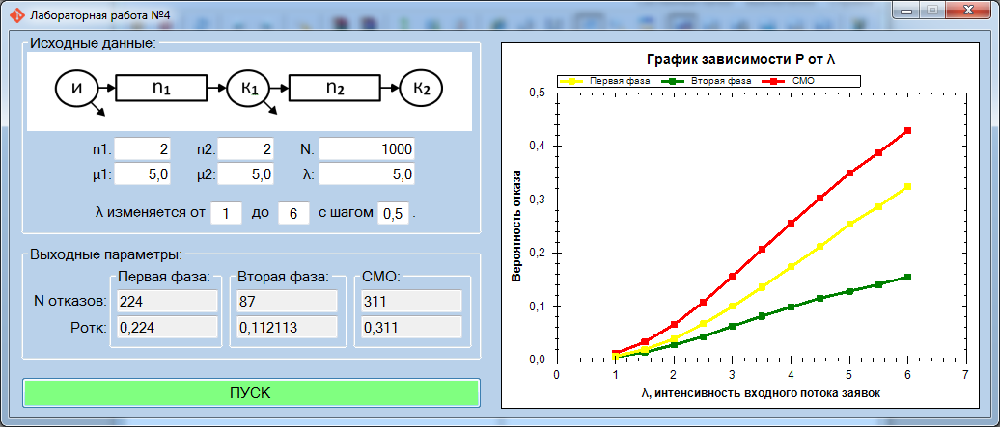 Лабораторная работа №4
Исходные данные:
И n1 K1 n2 K2
n1: 2 n2: 2 N: 1000
μ1: 5,0 μ2: 5,0 λ: 5,0
λ изменяется от 1 до 6 с шагом 0,5 .
Выходные параметры:
Первая фаза: Вторая фаза: СМО:
N отказов: 224 87 311
Pотк: 0,224 0,112113 0,311
ПУСК
График зависимости P от λ
Первая фаза Вторая фаза СМО
Вероятность отказа
0,5
0,4
0,3
0,2
0,1
0,0
0 1 2 3 4 5 6 7
λ, интенсивность входного потока заявок